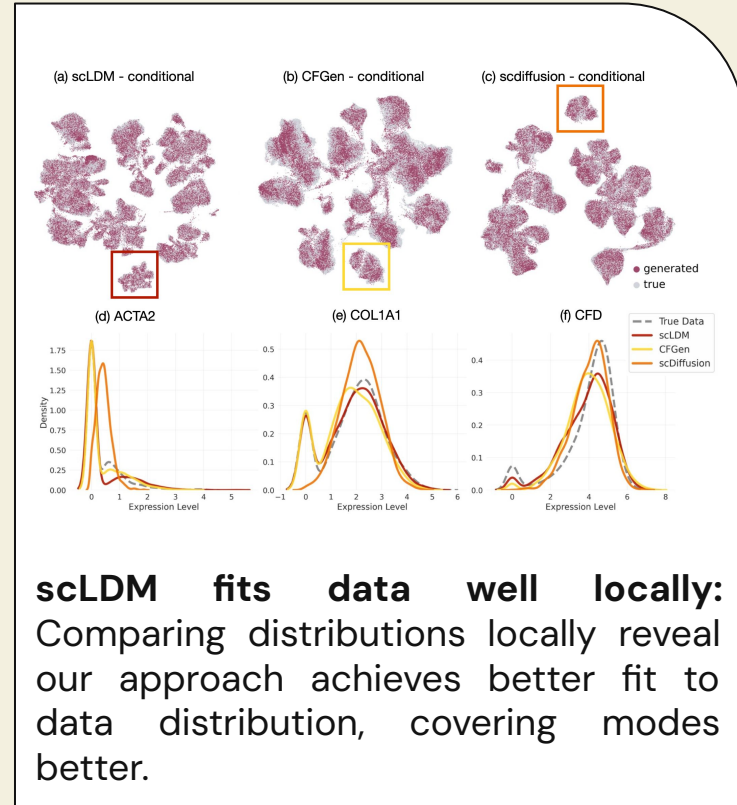 (a) scLDM - conditional
(b) CFGen - conditional
(c) scdiffusion - conditional
generated
true
(d) ACTA2
(e) COL1A1
(f) CFD
True Data
scLDM
CFGen
scDiffusion
Density
1.75
1.50
1.25
1.00
0.75
0.50
0.25
0.00
0 1 2 3 4 5
Expression Level
0.5
0.4
0.3
0.2
0.1
0.0
−1 0 1 2 3 4 5 6
Expression Level
0.4
0.3
0.2
0.1
0.0
0 2 4 6 8
Expression Level
scLDM fits data well locally:
Comparing distributions locally reveal
our approach achieves better fit to
data distribution, covering modes
better.